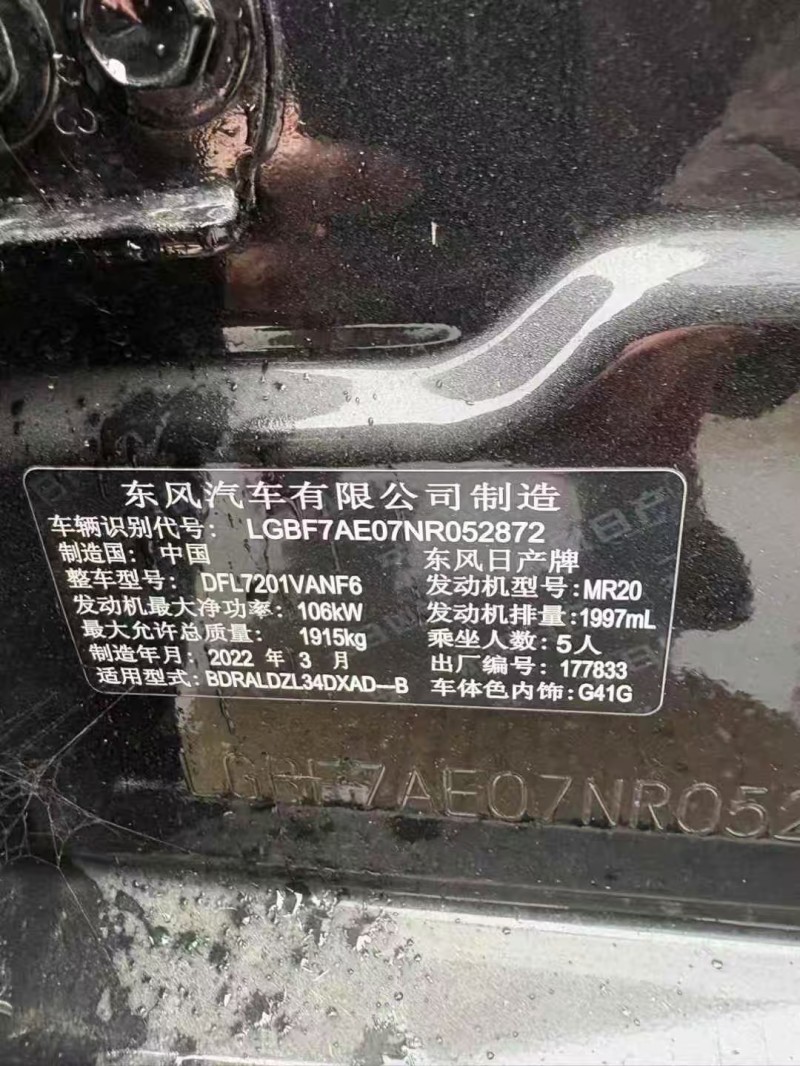 东风汽车有限公司制造
车辆识别代号: LGBF7AE07NR052872
制造国: 中国 东风日产牌
整车型号: DFL7201VANF6 发动机型号: MR20
发动机最大净功率: 106kW 发动机排量: 1997mL
最大允许总质量: 1915kg 乘坐人数: 5人
制造年月: 2022 年 3 月 出厂编号: 177833
适用型式: BDRALDZL34DXAD---B 车体色内饰: G41G
LGBF7AE07NR052